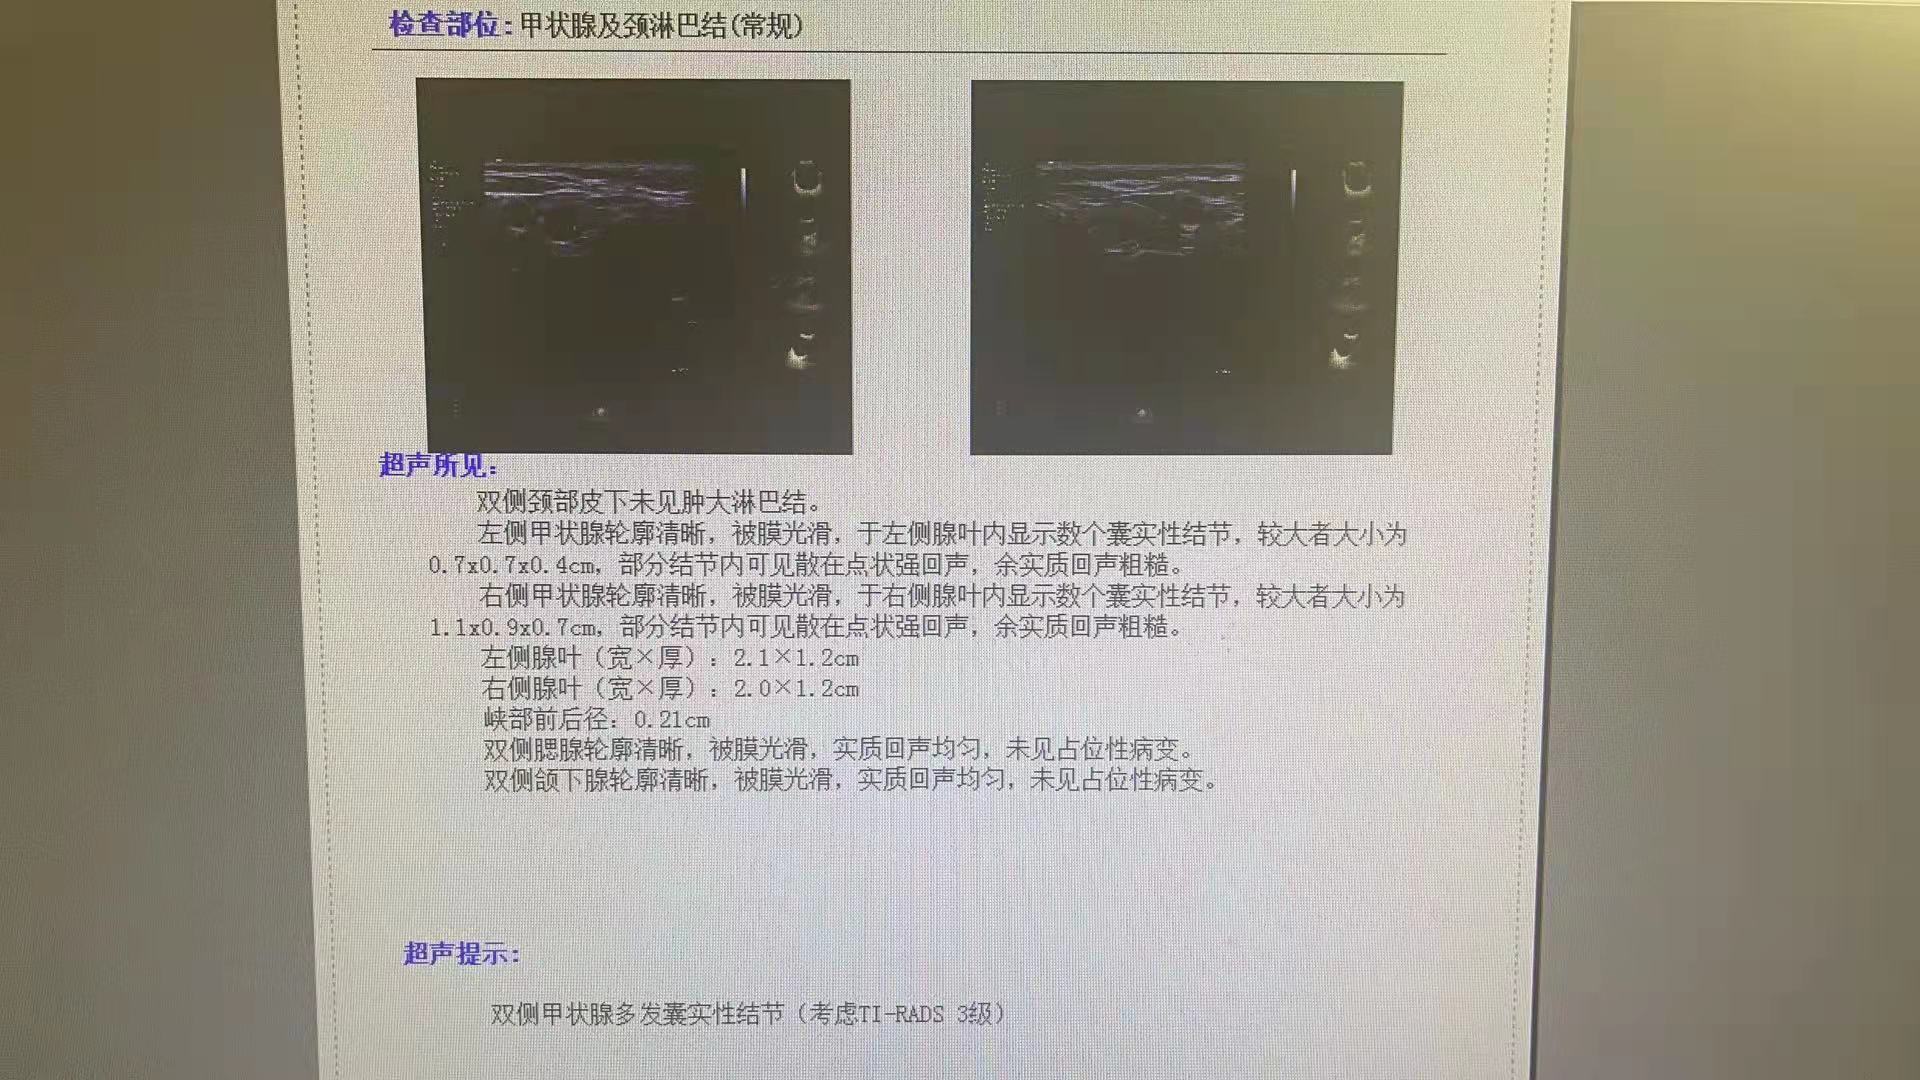 检查部位:甲状腺及颈淋巴结(常规)
超声所见:
双侧颈部皮下未见肿大淋巴结。
左侧甲状腺轮廓清晰，被膜光滑，于左侧腺叶内显示数个囊实性结节，较大者大小为
0.7x0.7x0.4cm，部分结节内可见散在点状强回声，余实质回声粗糙。
右侧甲状腺轮廓清晰，被膜光滑，于右侧腺叶内显示数个囊实性结节，较大者大小为
1.1x0.9x0.7cm，部分结节内可见散在点状强回声，余实质回声粗糙。
左侧腺叶（宽×厚）：2.1×1.2cm
右侧腺叶（宽×厚）：2.0×1.2cm
峡部前后径：0.21cm
双侧腮腺轮廓清晰，被膜光滑，实质回声均匀，未见占位性病变。
双侧颌下腺轮廓清晰，被膜光滑，实质回声均匀，未见占位性病变。
超声提示:
双侧甲状腺多发囊实性结节（考虑TI-RADS 3级）